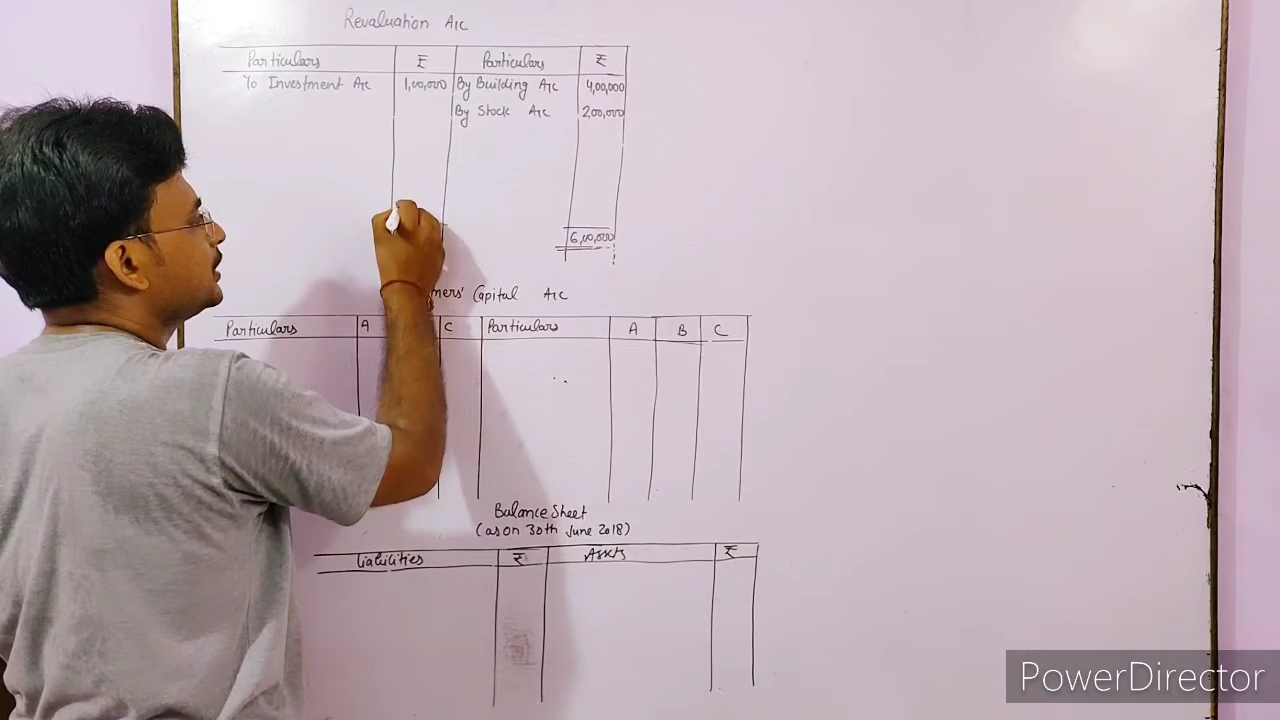 Revaluation A/c
Particulars ₹ Particulars ₹
To Investment A/c 1,00,000 By Building A/c 4,00,000
By Stock A/c 2,00,000
6,00,000
Capital A/c
Particulars A C Particulars A B C
Balance Sheet
(as on 30th June 2018)
Liabilities ₹ Assets ₹
PowerDirector